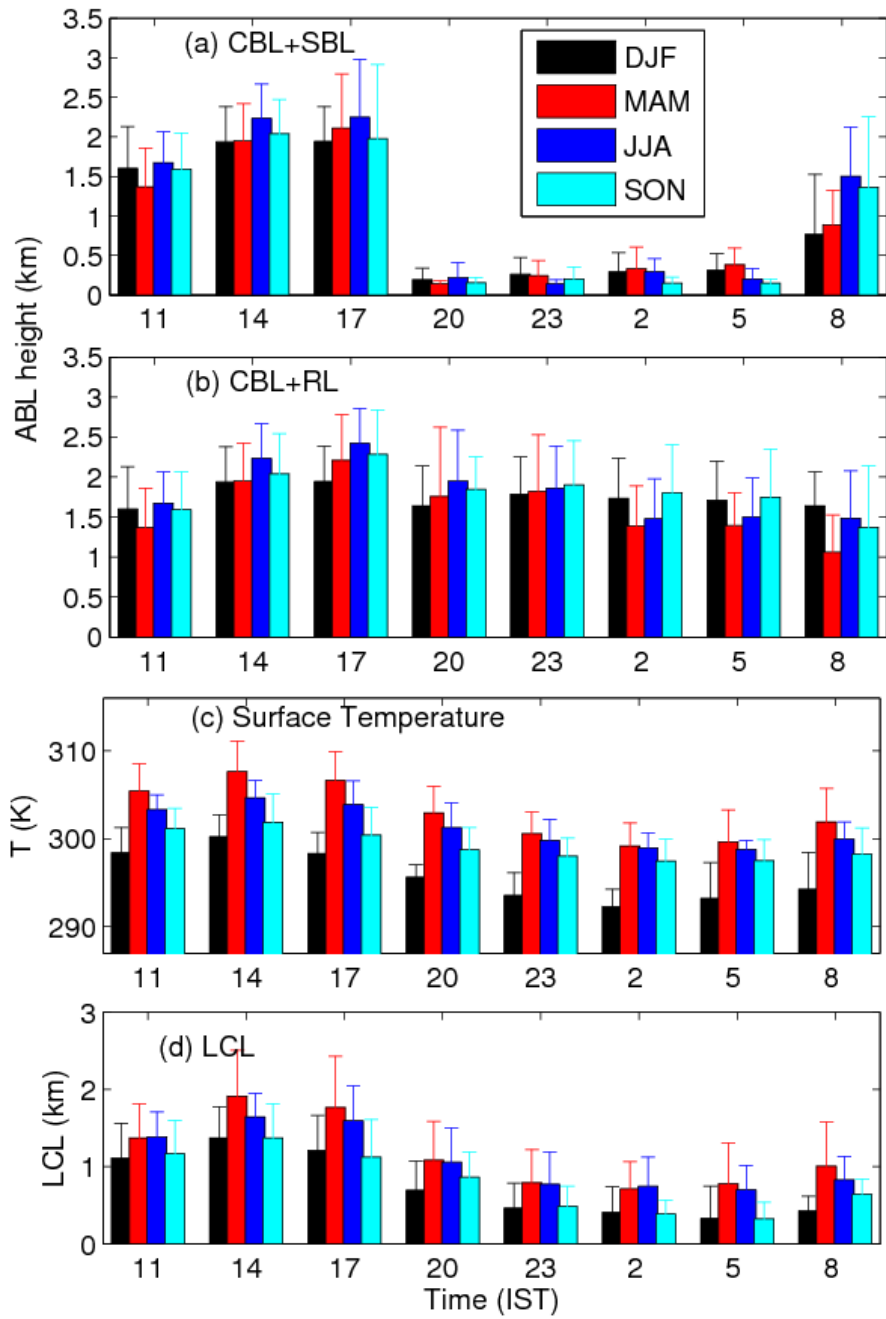 3.5
(a) CBL+SBL
DJF
MAM
JJA
SON
3
2.5
2
1.5
1
0.5
0
11 14 17 20 23 2 5 8
ABL height (km)
3.5
(b) CBL+RL
3
2.5
2
1.5
1
0.5
0
11 14 17 20 23 2 5 8
(c) Surface Temperature
310
300
290
T (K)
11 14 17 20 23 2 5 8
3
(d) LCL
2
1
0
LCL (km)
11 14 17 20 23 2 5 8
Time (IST)